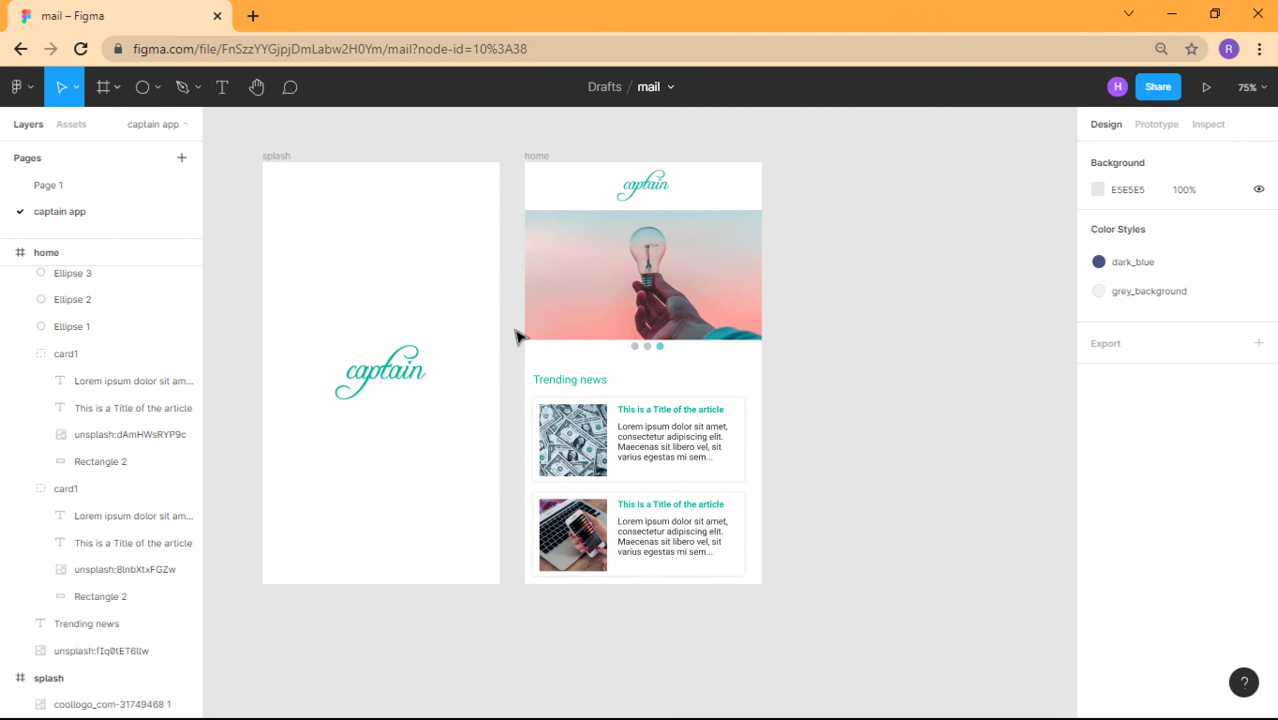 mail – Figma
figma.com/file/FnSzzYYGjpjDmLabw2H0Ym/mail?node-id=10%3A38
R
Drafts / mail
H
Share
75%
Layers
Assets
captain app
Pages
Page 1
captain app
home
Ellipse 3
Ellipse 2
Ellipse 1
card1
Lorem ipsum dolor sit am...
This is a Title of the article
unsplash:dAmHWsRYP9c
Rectangle 2
card1
Lorem ipsum dolor sit am...
This is a Title of the article
unsplash:8lnbXtxFGZw
Rectangle 2
Trending news
unsplash:fIq0tET6llw
splash
coollogo_com-31749468 1
splash
captain
home
captain
Trending news
This is a Title of the article
Lorem ipsum dolor sit amet,
consectetur adipiscing elit.
Maecenas sit libero vel, sit
varius egestas mi sem...
This is a Title of the article
Lorem ipsum dolor sit amet,
consectetur adipiscing elit.
Maecenas sit libero vel, sit
varius egestas mi sem...
Design
Prototype
Inspect
Background
E5E5E5
100%
Color Styles
dark_blue
grey_background
Export
?